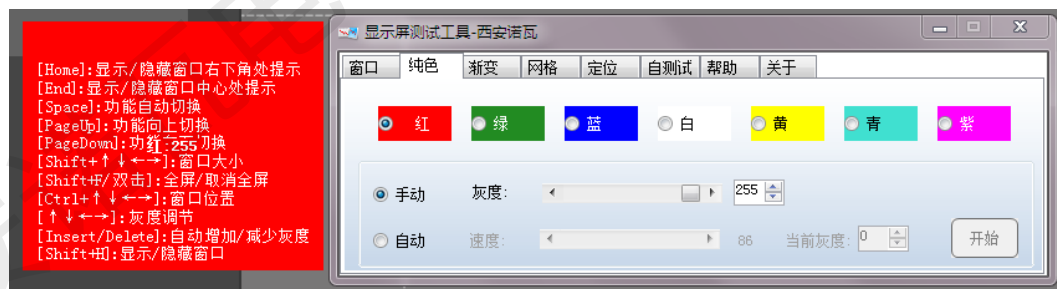 [Home]:显示/隐藏窗口右下角处提示
[End]:显示/隐藏窗口中心处提示
[Space]:功能自动切换
[PageUp]:功能向上切换
[PageDown]:功能向下切换
红:255
[Shift+↑↓←→]:窗口大小
[Shift+F/双击]:全屏/取消全屏
[Ctrl+↑↓←→]:窗口位置
[↑↓←→]:灰度调节
[Insert/Delete]:自动增加/减少灰度
[Shift+H]:显示/隐藏窗口
显示屏测试工具-西安诺瓦
窗口 纯色 渐变 网格 定位 自测试 帮助 关于
红 绿 蓝 白 黄 青 紫
手动 灰度: 255
自动 速度: 86 当前灰度: 0 开始